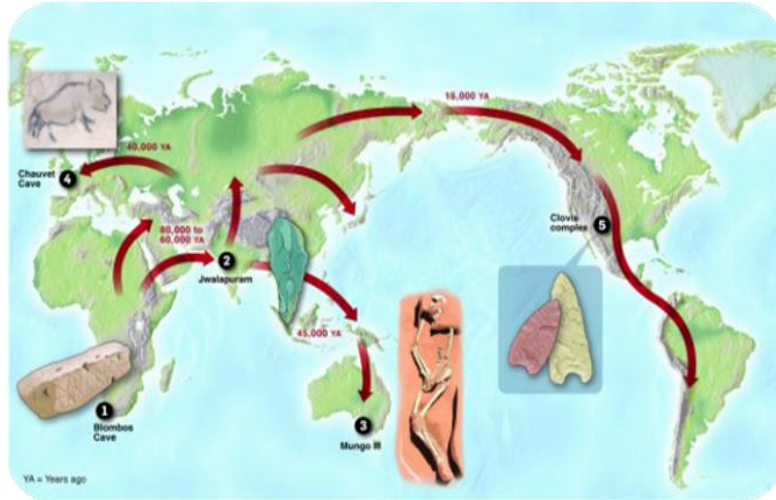 16,000 YA
40,000 YA
Chauvet
Cave
4
80,000 to
60,000 YA
2
Jwalapuram
Clovis
complex
5
45,000 YA
1
Blombos
Cave
3
Mungo III
YA = Years ago